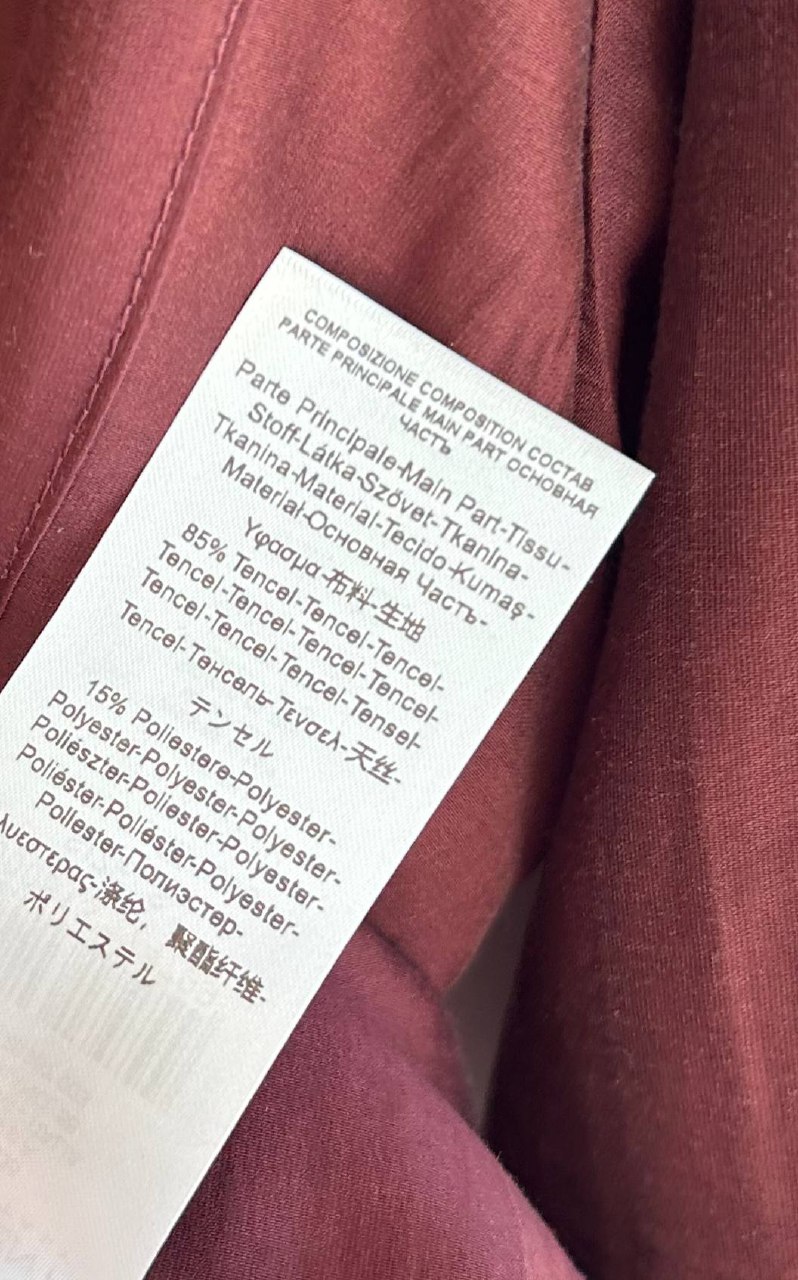 COMPOSIZIONE COMPOSITION СОСТАВ
PARTE PRINCIPALE MAIN PART ОСНОВНАЯ
ЧАСТЬ
Parte Principale-Main Part-Tissu-
Stoff-Látka-Szövet-Tkanina-
Tkanina-Material-Tecido-Kumaş-
Material-Основная Часть-
Υφασμα-布料-生地
85% Tencel-Tencel-Tencel-
Tencel-Tencel-Tencel-Tencel-
Tencel-Tencel-Tencel-Tensel-
Tencel-Тенсель-Τενσελ-天丝-
テンセル
15% Poliestere-Polyester-
Polyester-Polyester-Polyester-
Poliészter-Poliester-Polyester-
Poliéster-Poliéster-Polyester-
Poliester-Полиэстер-
λυεστερας-涤纶, 聚酯纤维-
ポリエステル